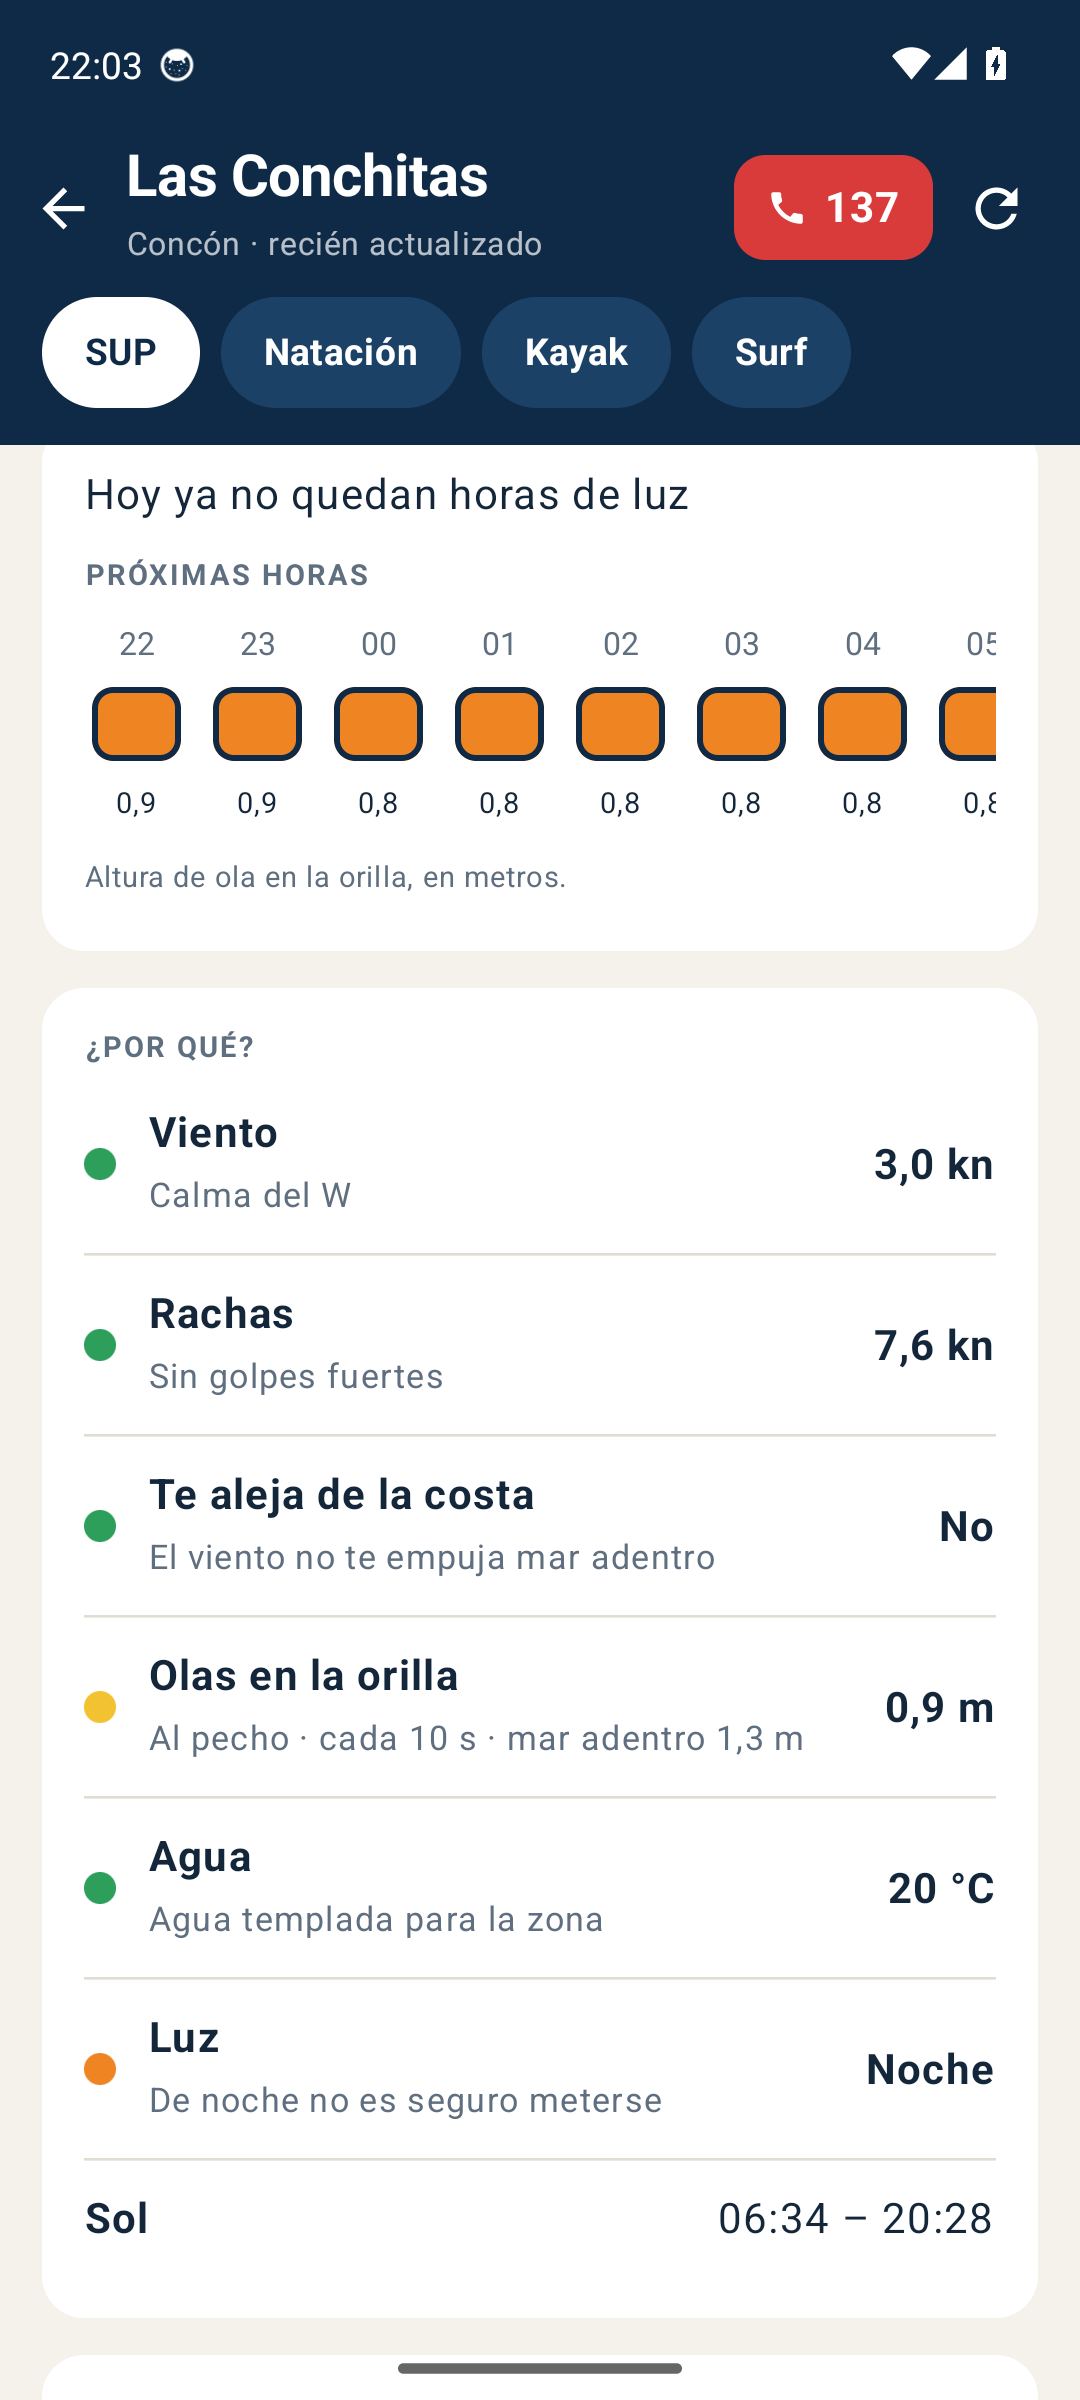 22:03
Las Conchitas
Concón · recién actualizado
137
SUP
Natación
Kayak
Surf
Hoy ya no quedan horas de luz
PRÓXIMAS HORAS
22 23 00 01 02 03 04 05
0,9 0,9 0,8 0,8 0,8 0,8 0,8 0,8
Altura de ola en la orilla, en metros.
¿POR QUÉ?
Viento
Calma del W
3,0 kn
Rachas
Sin golpes fuertes
7,6 kn
Te aleja de la costa
El viento no te empuja mar adentro
No
Olas en la orilla
Al pecho · cada 10 s · mar adentro 1,3 m
0,9 m
Agua
Agua templada para la zona
20 °C
Luz
De noche no es seguro meterse
Noche
Sol
06:34 – 20:28